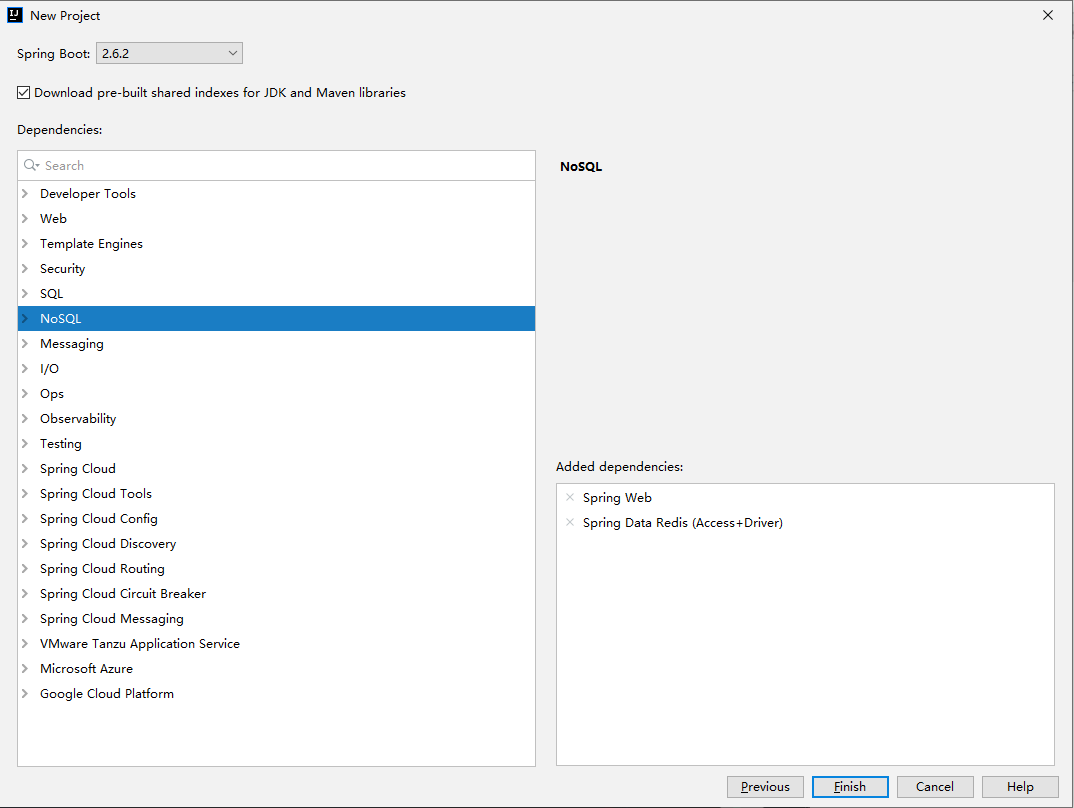 New Project
Spring Boot: 2.6.2
Download pre-built shared indexes for JDK and Maven libraries
Dependencies:
Search
Developer Tools
Web
Template Engines
Security
SQL
NoSQL
Messaging
I/O
Ops
Observability
Testing
Spring Cloud
Spring Cloud Tools
Spring Cloud Config
Spring Cloud Discovery
Spring Cloud Routing
Spring Cloud Circuit Breaker
Spring Cloud Messaging
VMware Tanzu Application Service
Microsoft Azure
Google Cloud Platform
NoSQL
Added dependencies:
Spring Web
Spring Data Redis (Access+Driver)
Previous Finish Cancel Help